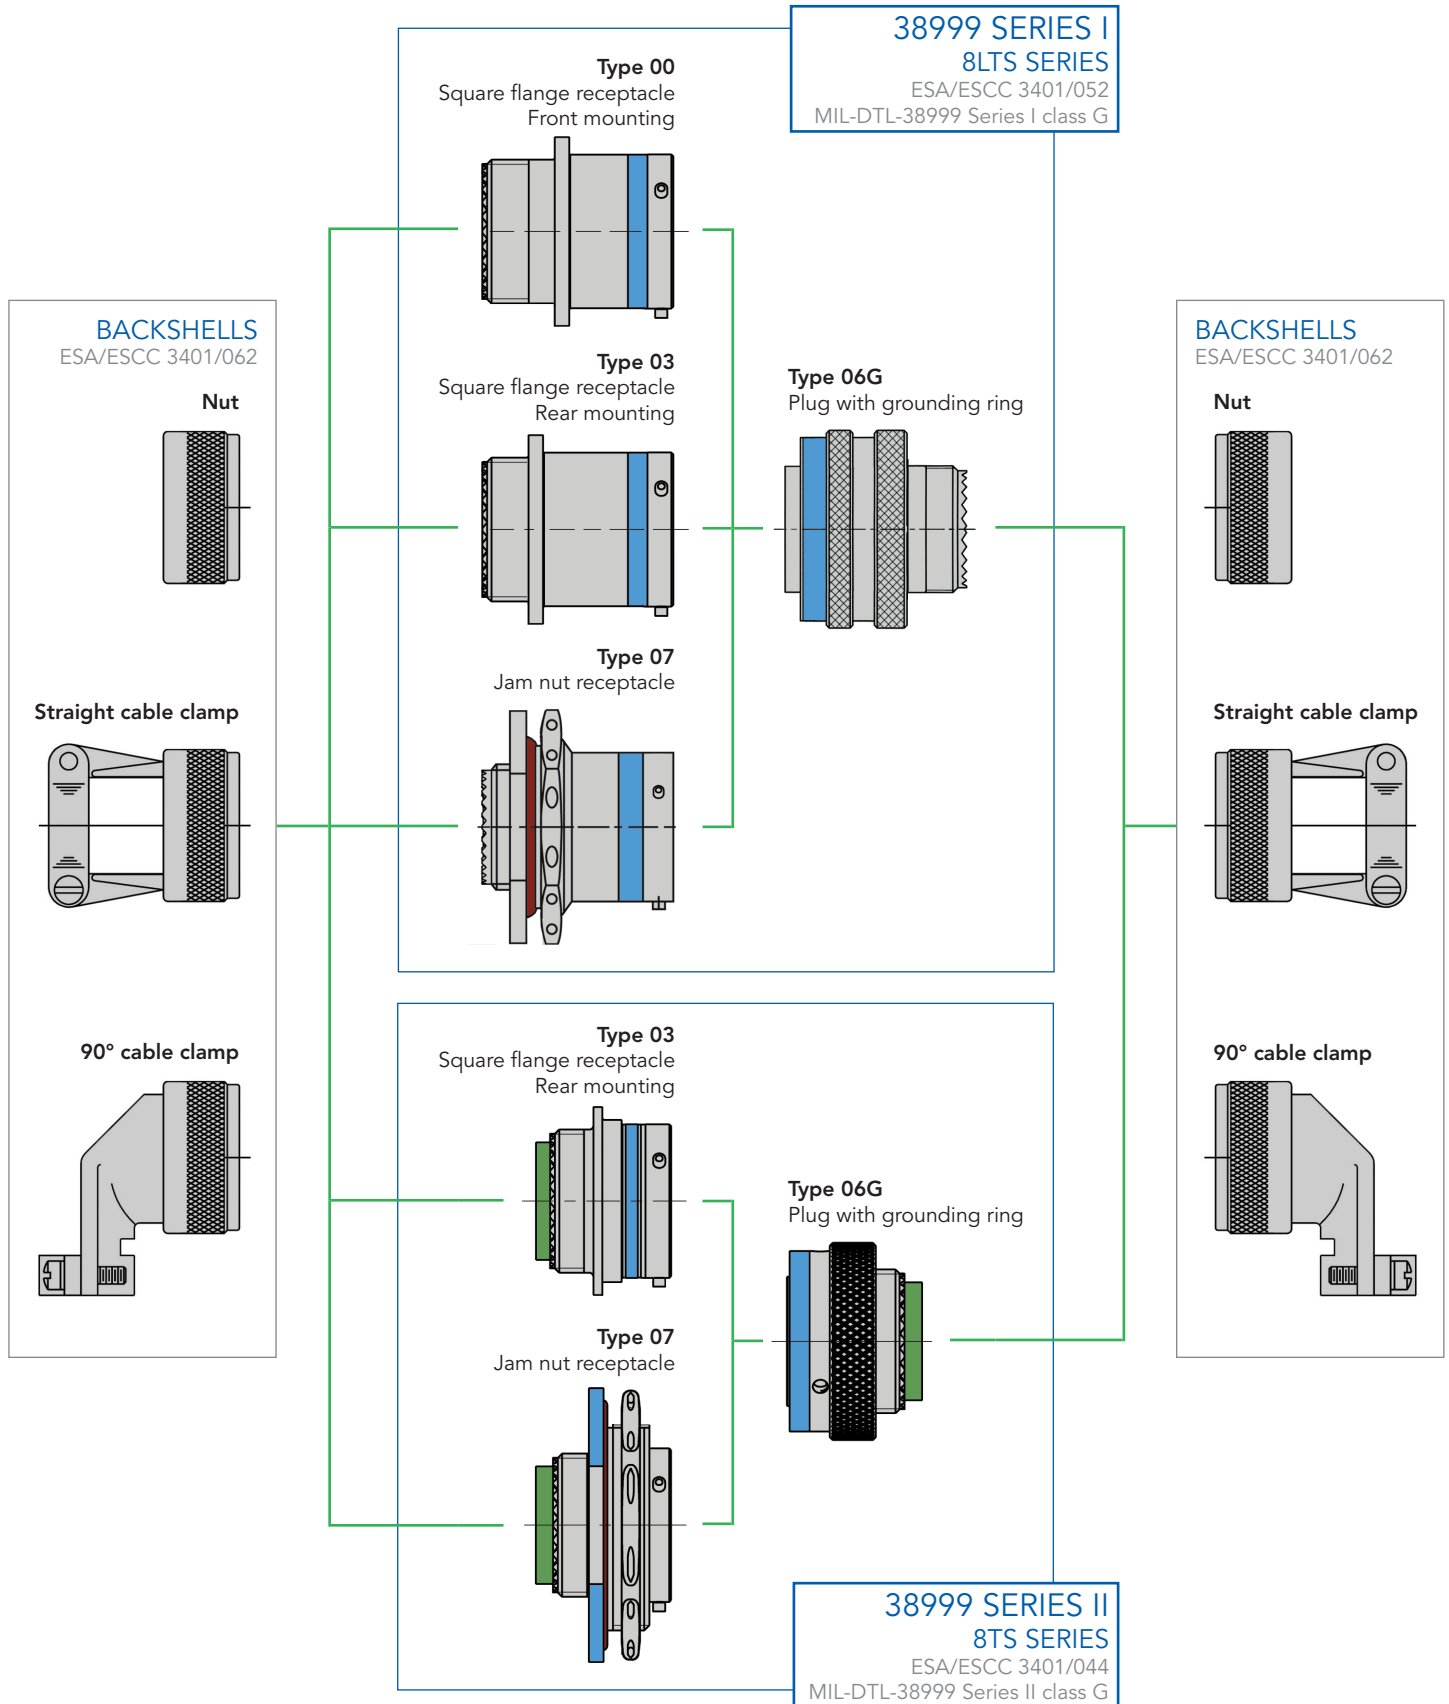 38999 SERIES I
8LTS SERIES
ESA/ESCC 3401/052
MIL-DTL-38999 Series I class G
Type 00
Square flange receptacle
Front mounting
BACKSHELLS
ESA/ESCC 3401/062
Nut
Straight cable clamp
90° cable clamp
Type 03
Square flange receptacle
Rear mounting
Type 06G
Plug with grounding ring
Type 07
Jam nut receptacle
BACKSHELLS
ESA/ESCC 3401/062
Nut
Straight cable clamp
90° cable clamp
Type 03
Square flange receptacle
Rear mounting
Type 06G
Plug with grounding ring
Type 07
Jam nut receptacle
38999 SERIES II
8TS SERIES
ESA/ESCC 3401/044
MIL-DTL-38999 Series II class G